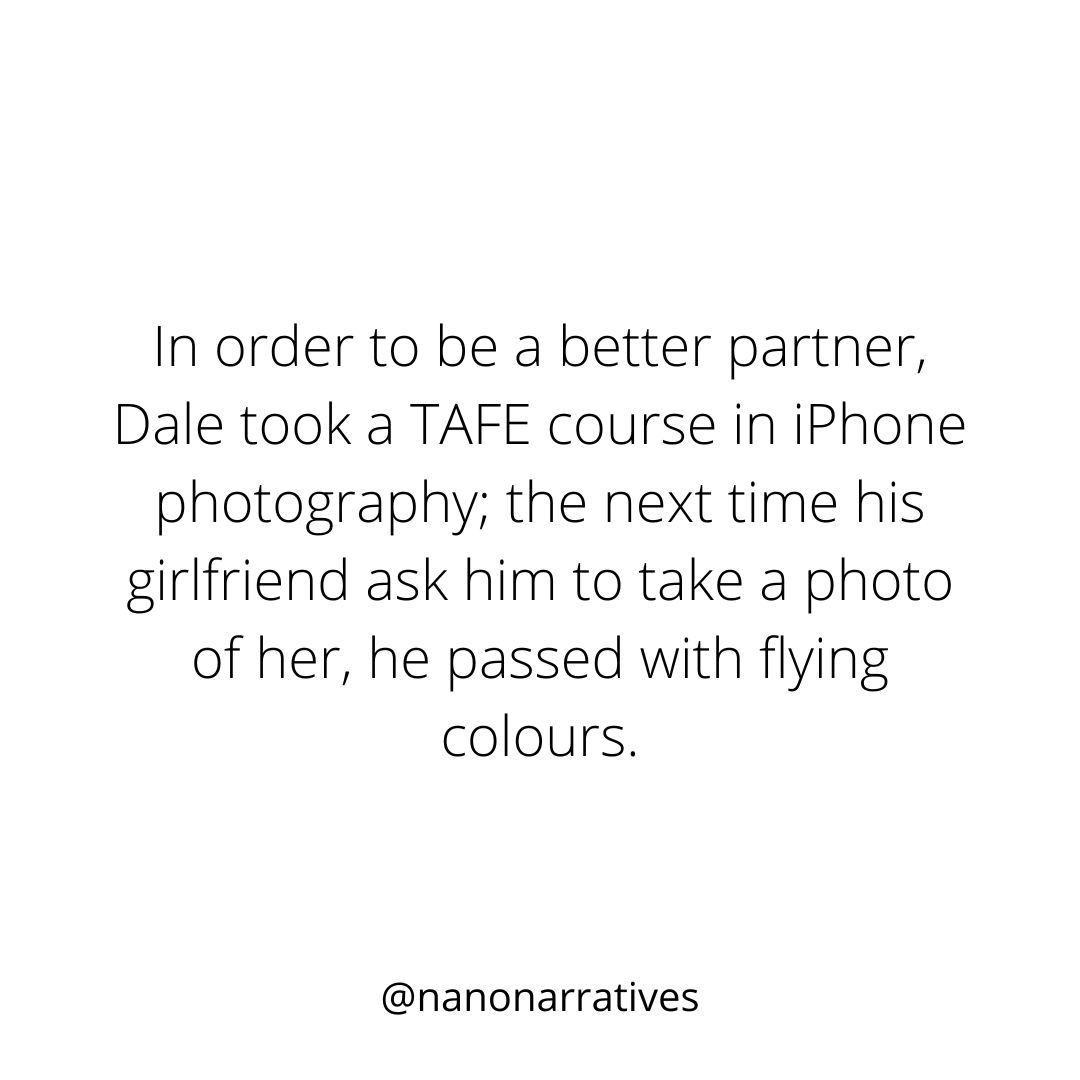 In order to be a better partner,
Dale took a TAFE course in iPhone
photography; the next time his
girlfriend ask him to take a photo
of her, he passed with flying
colours.
@nanonarratives